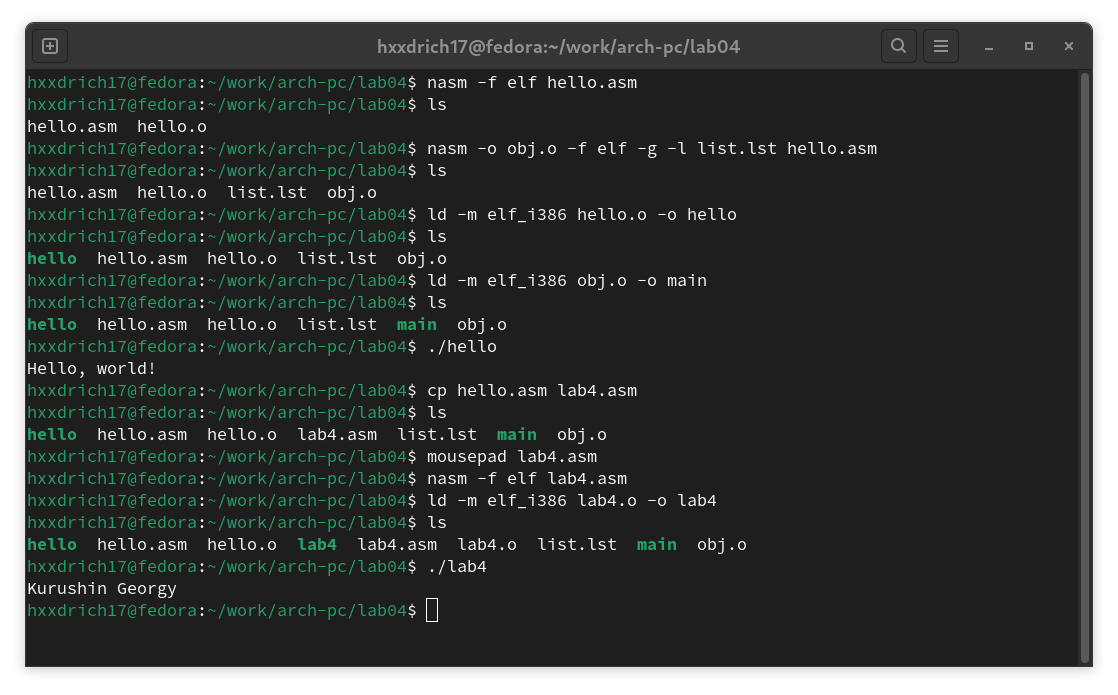 hxxdrich17@fedora:~/work/arch-pc/lab04
hxxdrich17@fedora:~/work/arch-pc/lab04$ nasm -f elf hello.asm
hxxdrich17@fedora:~/work/arch-pc/lab04$ ls
hello.asm  hello.o
hxxdrich17@fedora:~/work/arch-pc/lab04$ nasm -o obj.o -f elf -g -l list.lst hello.asm
hxxdrich17@fedora:~/work/arch-pc/lab04$ ls
hello.asm  hello.o  list.lst  obj.o
hxxdrich17@fedora:~/work/arch-pc/lab04$ ld -m elf_i386 hello.o -o hello
hxxdrich17@fedora:~/work/arch-pc/lab04$ ls
hello  hello.asm  hello.o  list.lst  obj.o
hxxdrich17@fedora:~/work/arch-pc/lab04$ ld -m elf_i386 obj.o -o main
hxxdrich17@fedora:~/work/arch-pc/lab04$ ls
hello  hello.asm  hello.o  list.lst  main  obj.o
hxxdrich17@fedora:~/work/arch-pc/lab04$ ./hello
Hello, world!
hxxdrich17@fedora:~/work/arch-pc/lab04$ cp hello.asm lab4.asm
hxxdrich17@fedora:~/work/arch-pc/lab04$ ls
hello  hello.asm  hello.o  lab4.asm  list.lst  main  obj.o
hxxdrich17@fedora:~/work/arch-pc/lab04$ mousepad lab4.asm
hxxdrich17@fedora:~/work/arch-pc/lab04$ nasm -f elf lab4.asm
hxxdrich17@fedora:~/work/arch-pc/lab04$ ld -m elf_i386 lab4.o -o lab4
hxxdrich17@fedora:~/work/arch-pc/lab04$ ls
hello  hello.asm  hello.o  lab4  lab4.asm  lab4.o  list.lst  main  obj.o
hxxdrich17@fedora:~/work/arch-pc/lab04$ ./lab4
Kurushin Georgy
hxxdrich17@fedora:~/work/arch-pc/lab04$